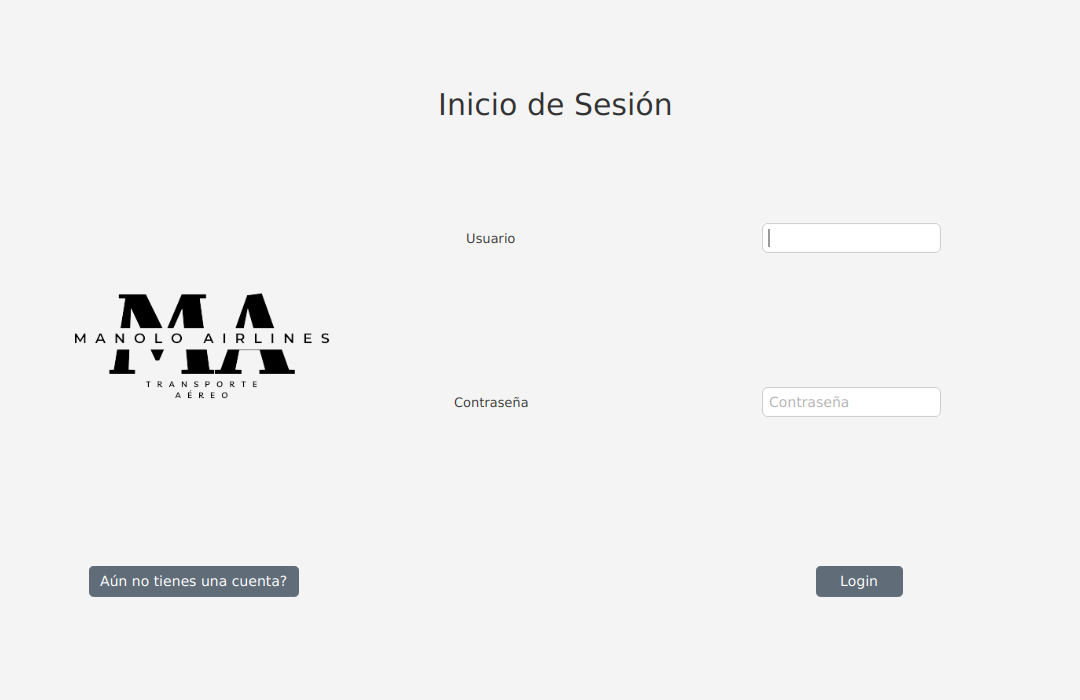 Inicio de Sesión
Usuario
MA
MANOLO AIRLINES
TRANSPORTE
AÉREO
Contraseña
Contraseña
Aún no tienes una cuenta?
Login